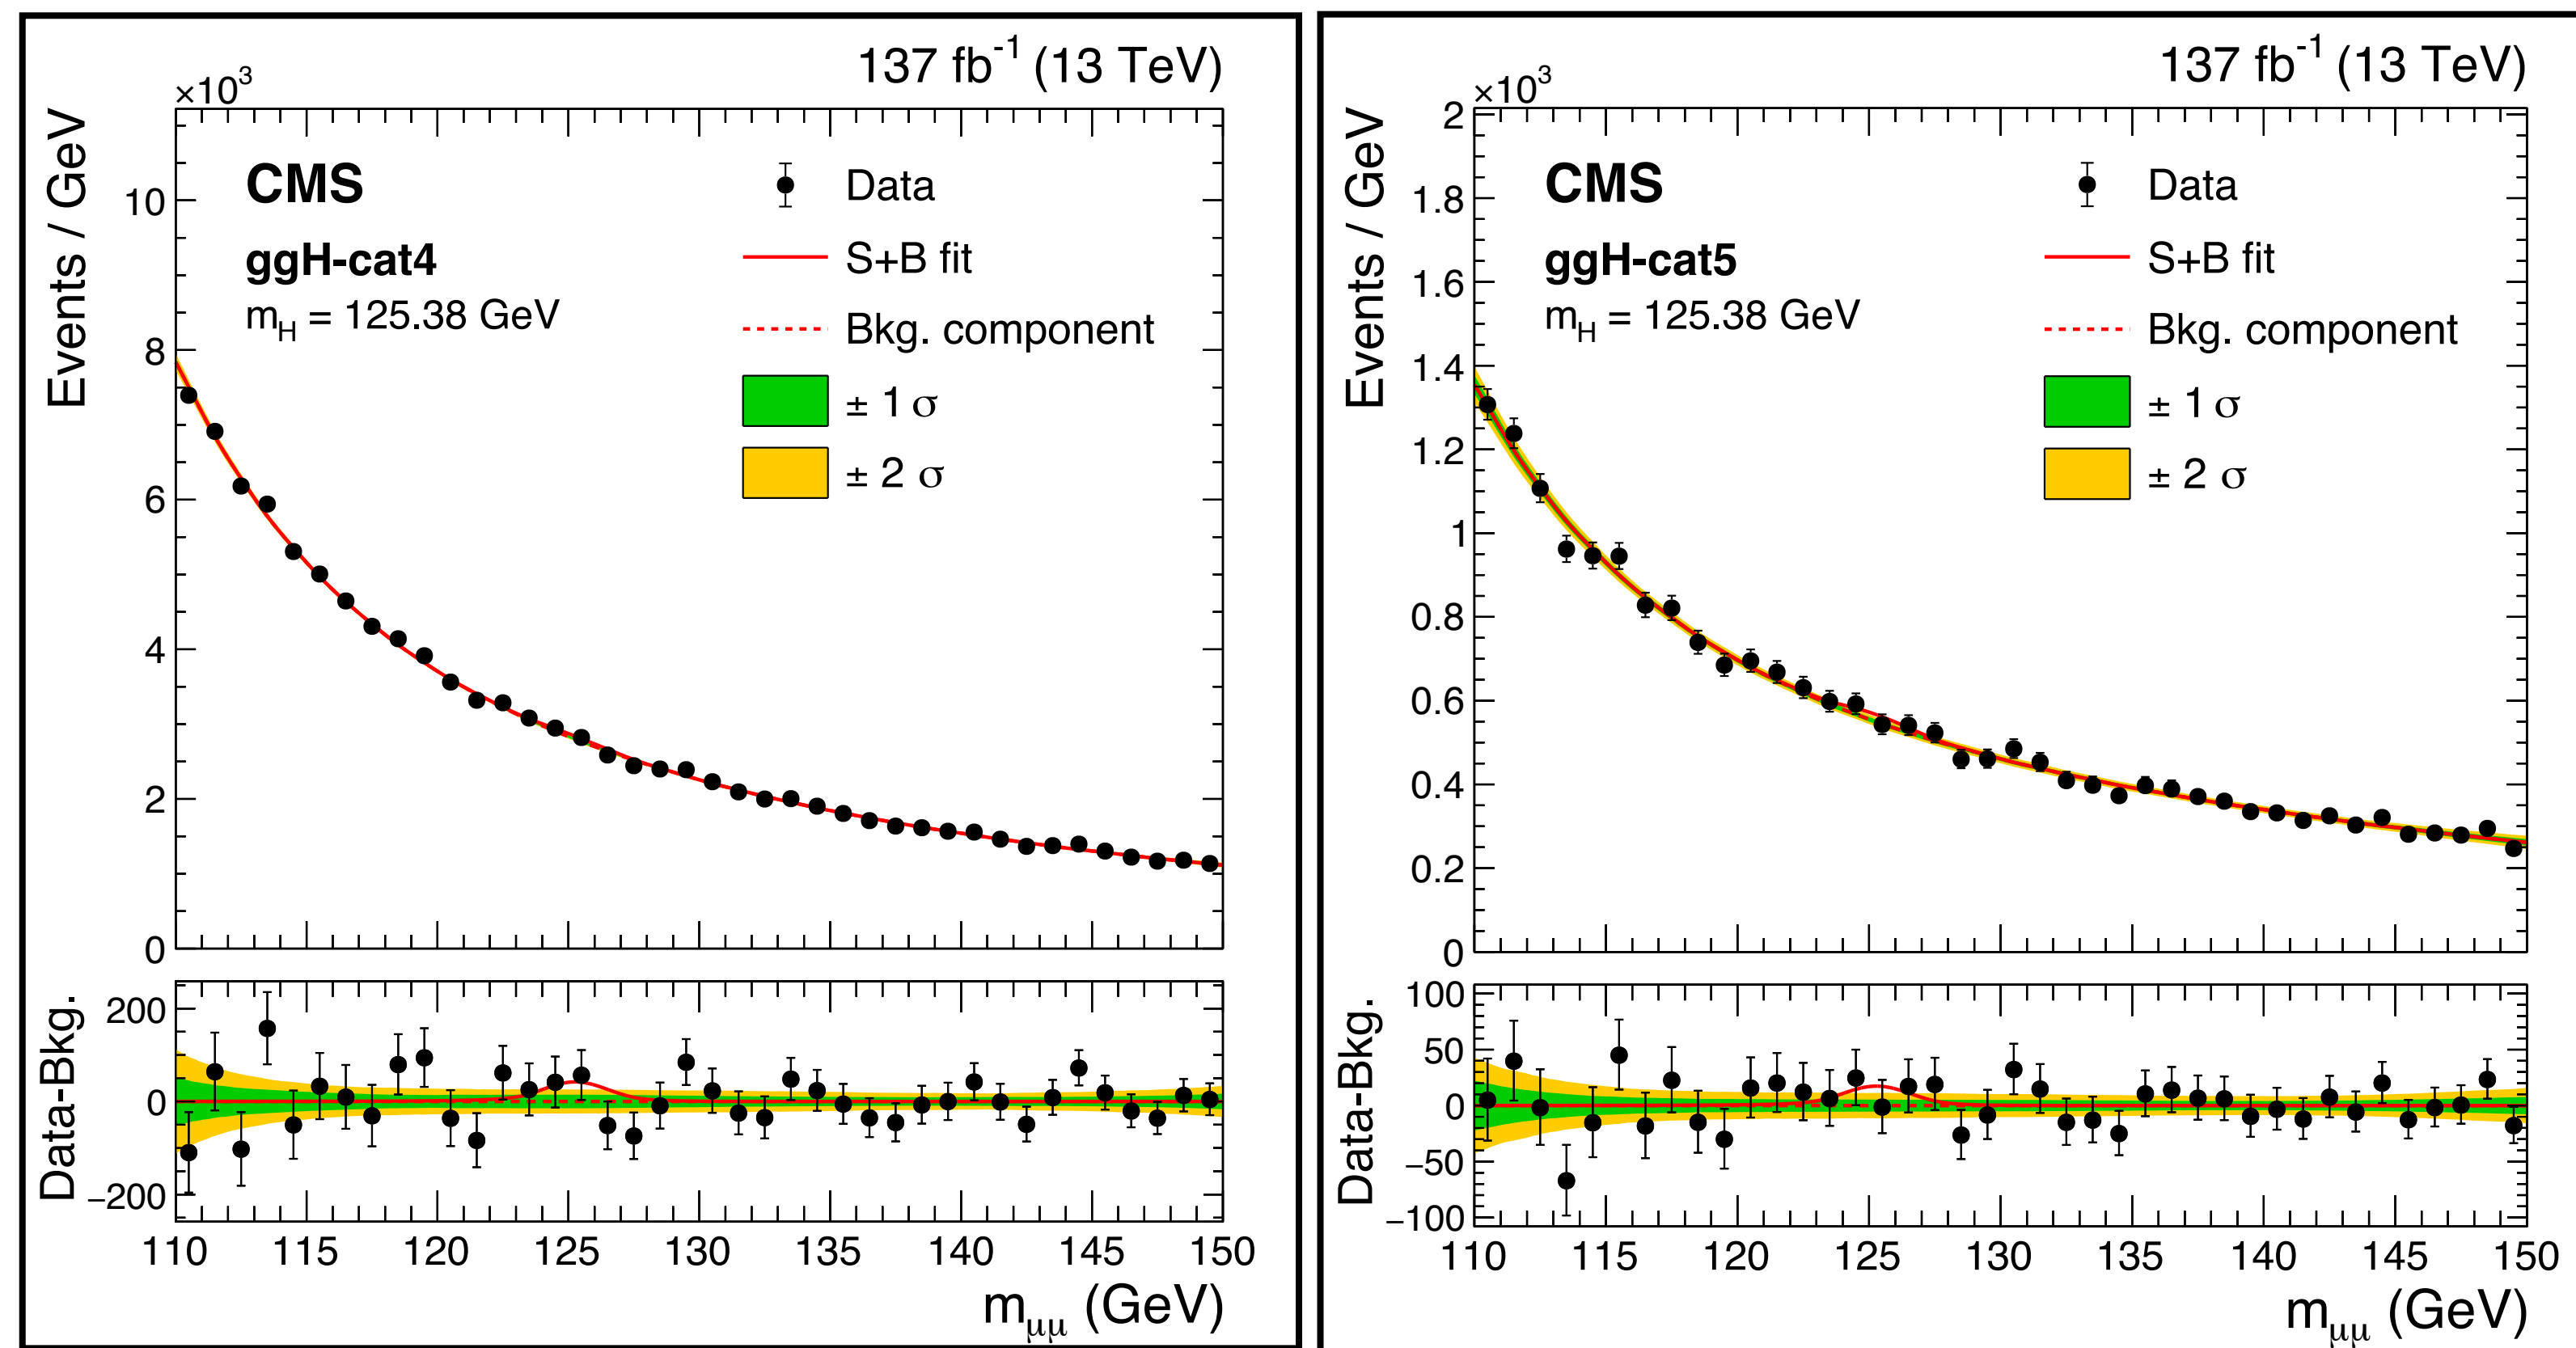 137 fb⁻¹ (13 TeV)
×10³
Events / GeV
CMS
ggH-cat4
m_H = 125.38 GeV
Data
S+B fit
Bkg. component
± 1 σ
± 2 σ
10
8
6
4
2
0
Data-Bkg.
200
0
−200
110 115 120 125 130 135 140 145 150
m_μμ (GeV)
137 fb⁻¹ (13 TeV)
×10³
Events / GeV
CMS
ggH-cat5
m_H = 125.38 GeV
Data
S+B fit
Bkg. component
± 1 σ
± 2 σ
2
1.8
1.6
1.4
1.2
1
0.8
0.6
0.4
0.2
0
Data-Bkg.
100
50
0
−50
−100
110 115 120 125 130 135 140 145 150
m_μμ (GeV)